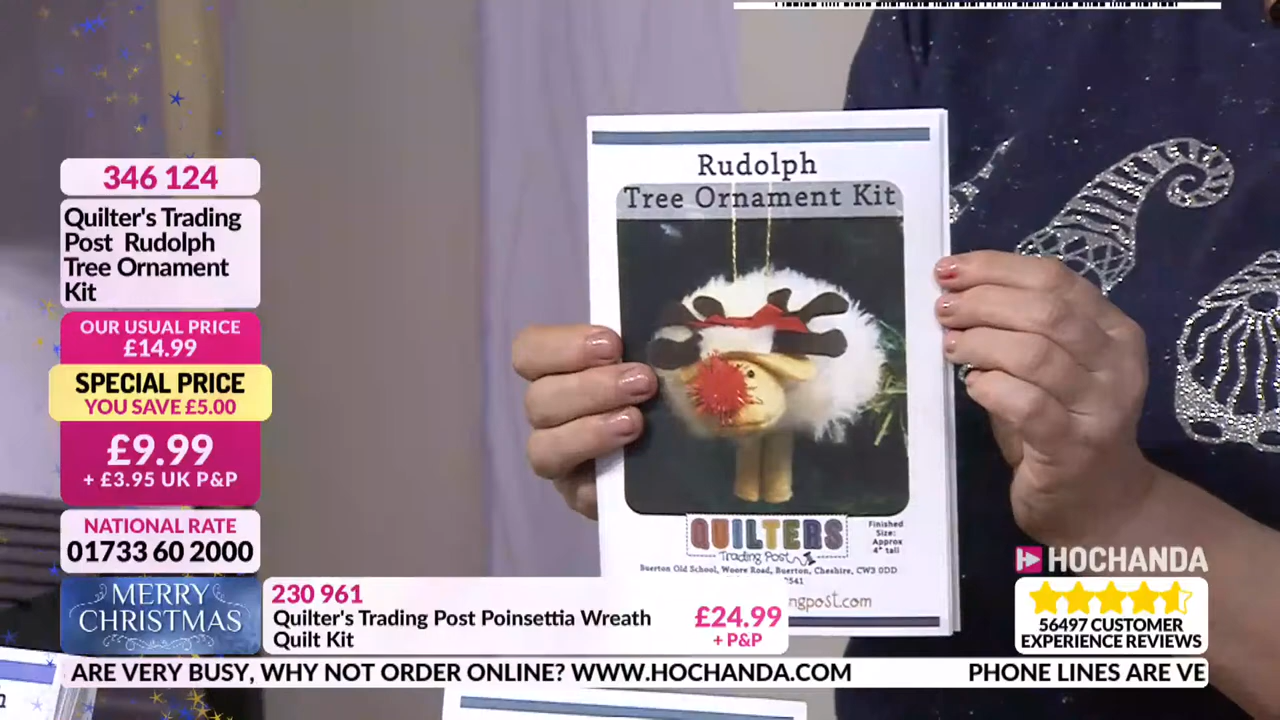 346 124
Quilter's Trading
Post Rudolph
Tree Ornament
Kit
OUR USUAL PRICE
£14.99
SPECIAL PRICE
YOU SAVE £5.00
£9.99
+ £3.95 UK P&P
NATIONAL RATE
01733 60 2000
MERRY
CHRISTMAS
230 961
Quilter's Trading Post Poinsettia Wreath
Quilt Kit
£24.99
+ P&P
Rudolph
Tree Ornament Kit
QUILTERS
Trading Post
Finished
Size:
Approx
4" tall
Buerton Old School, Woore Road, Buerton, Cheshire, CW3 0DD
0541
ngpost.com
HOCHANDA
56497 CUSTOMER
EXPERIENCE REVIEWS
ARE VERY BUSY, WHY NOT ORDER ONLINE? WWW.HOCHANDA.COM PHONE LINES ARE VE